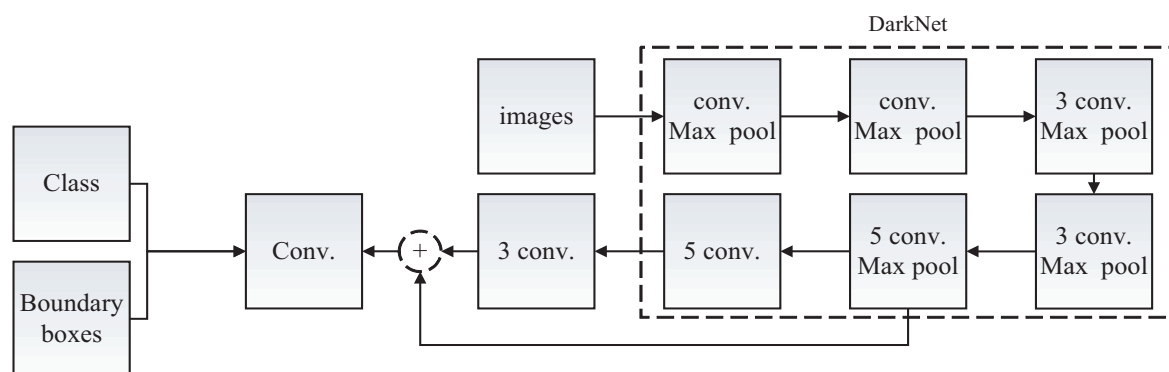 DarkNet
images
conv.
Max pool
conv.
Max pool
3 conv.
Max pool
Class
Boundary
boxes
Conv.
+
3 conv.
5 conv.
5 conv.
Max pool
3 conv.
Max pool